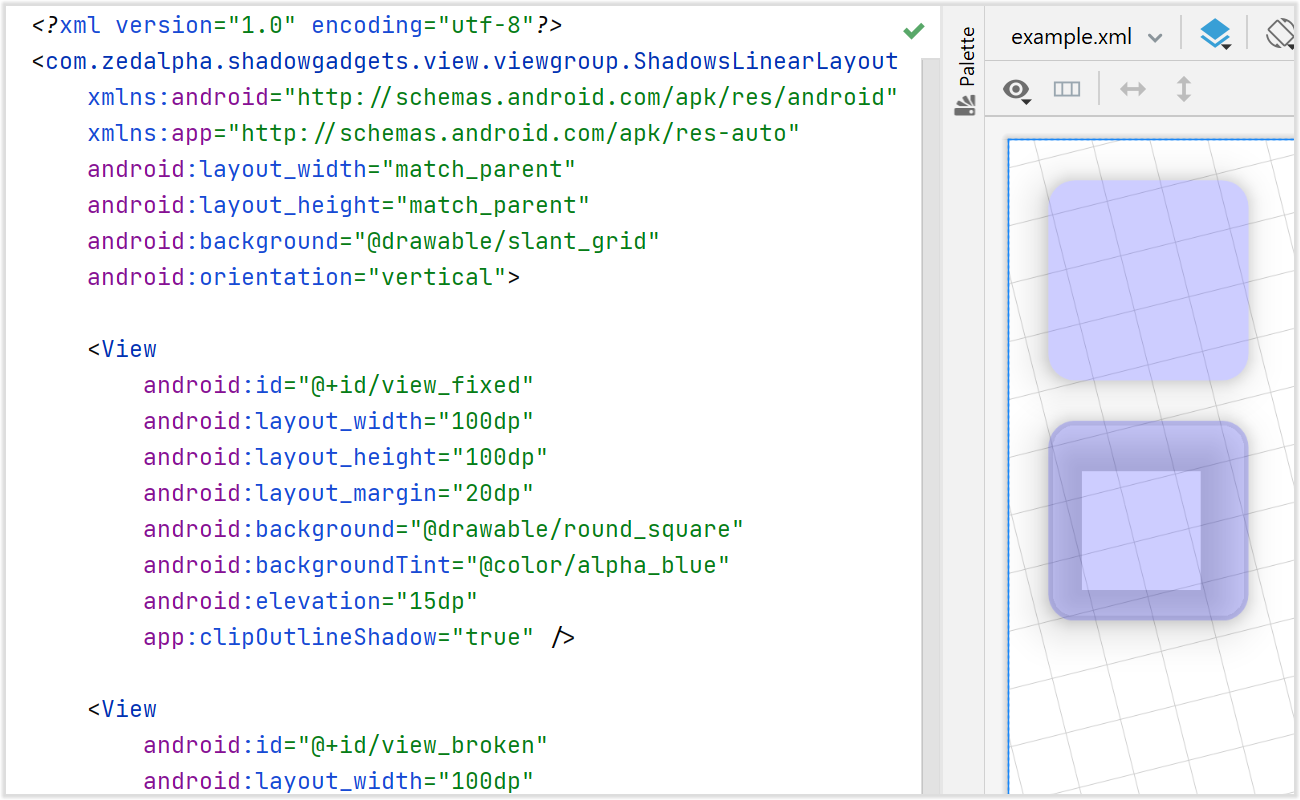 <?xml version="1.0" encoding="utf-8"?>
<com.zedalpha.shadowgadgets.view.viewgroup.ShadowsLinearLayout
    xmlns:android="http://schemas.android.com/apk/res/android"
    xmlns:app="http://schemas.android.com/apk/res-auto"
    android:layout_width="match_parent"
    android:layout_height="match_parent"
    android:background="@drawable/slant_grid"
    android:orientation="vertical">
    <View
        android:id="@+id/view_fixed"
        android:layout_width="100dp"
        android:layout_height="100dp"
        android:layout_margin="20dp"
        android:background="@drawable/round_square"
        android:backgroundTint="@color/alpha_blue"
        android:elevation="15dp"
        app:clipOutlineShadow="true" />
    <View
        android:id="@+id/view_broken"
        android:layout_width="100dp"
Palette
example.xml